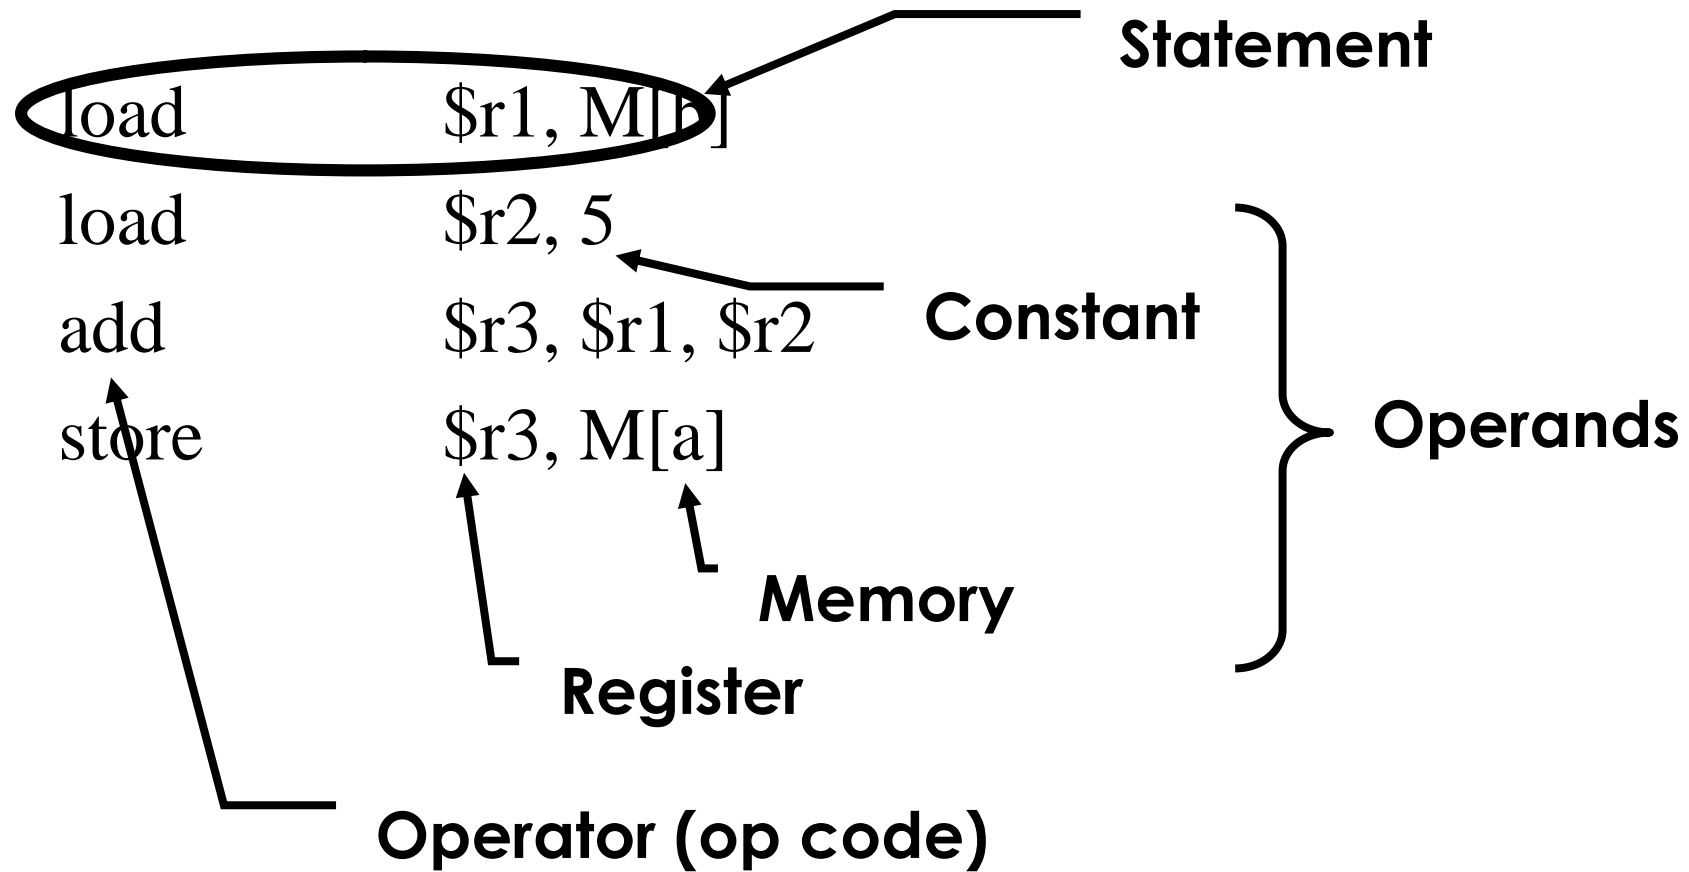 Statement
load $r1, M[b]
load $r2, 5
Constant
add $r3, $r1, $r2
Operands
store $r3, M[a]
Memory
Register
Operator (op code)